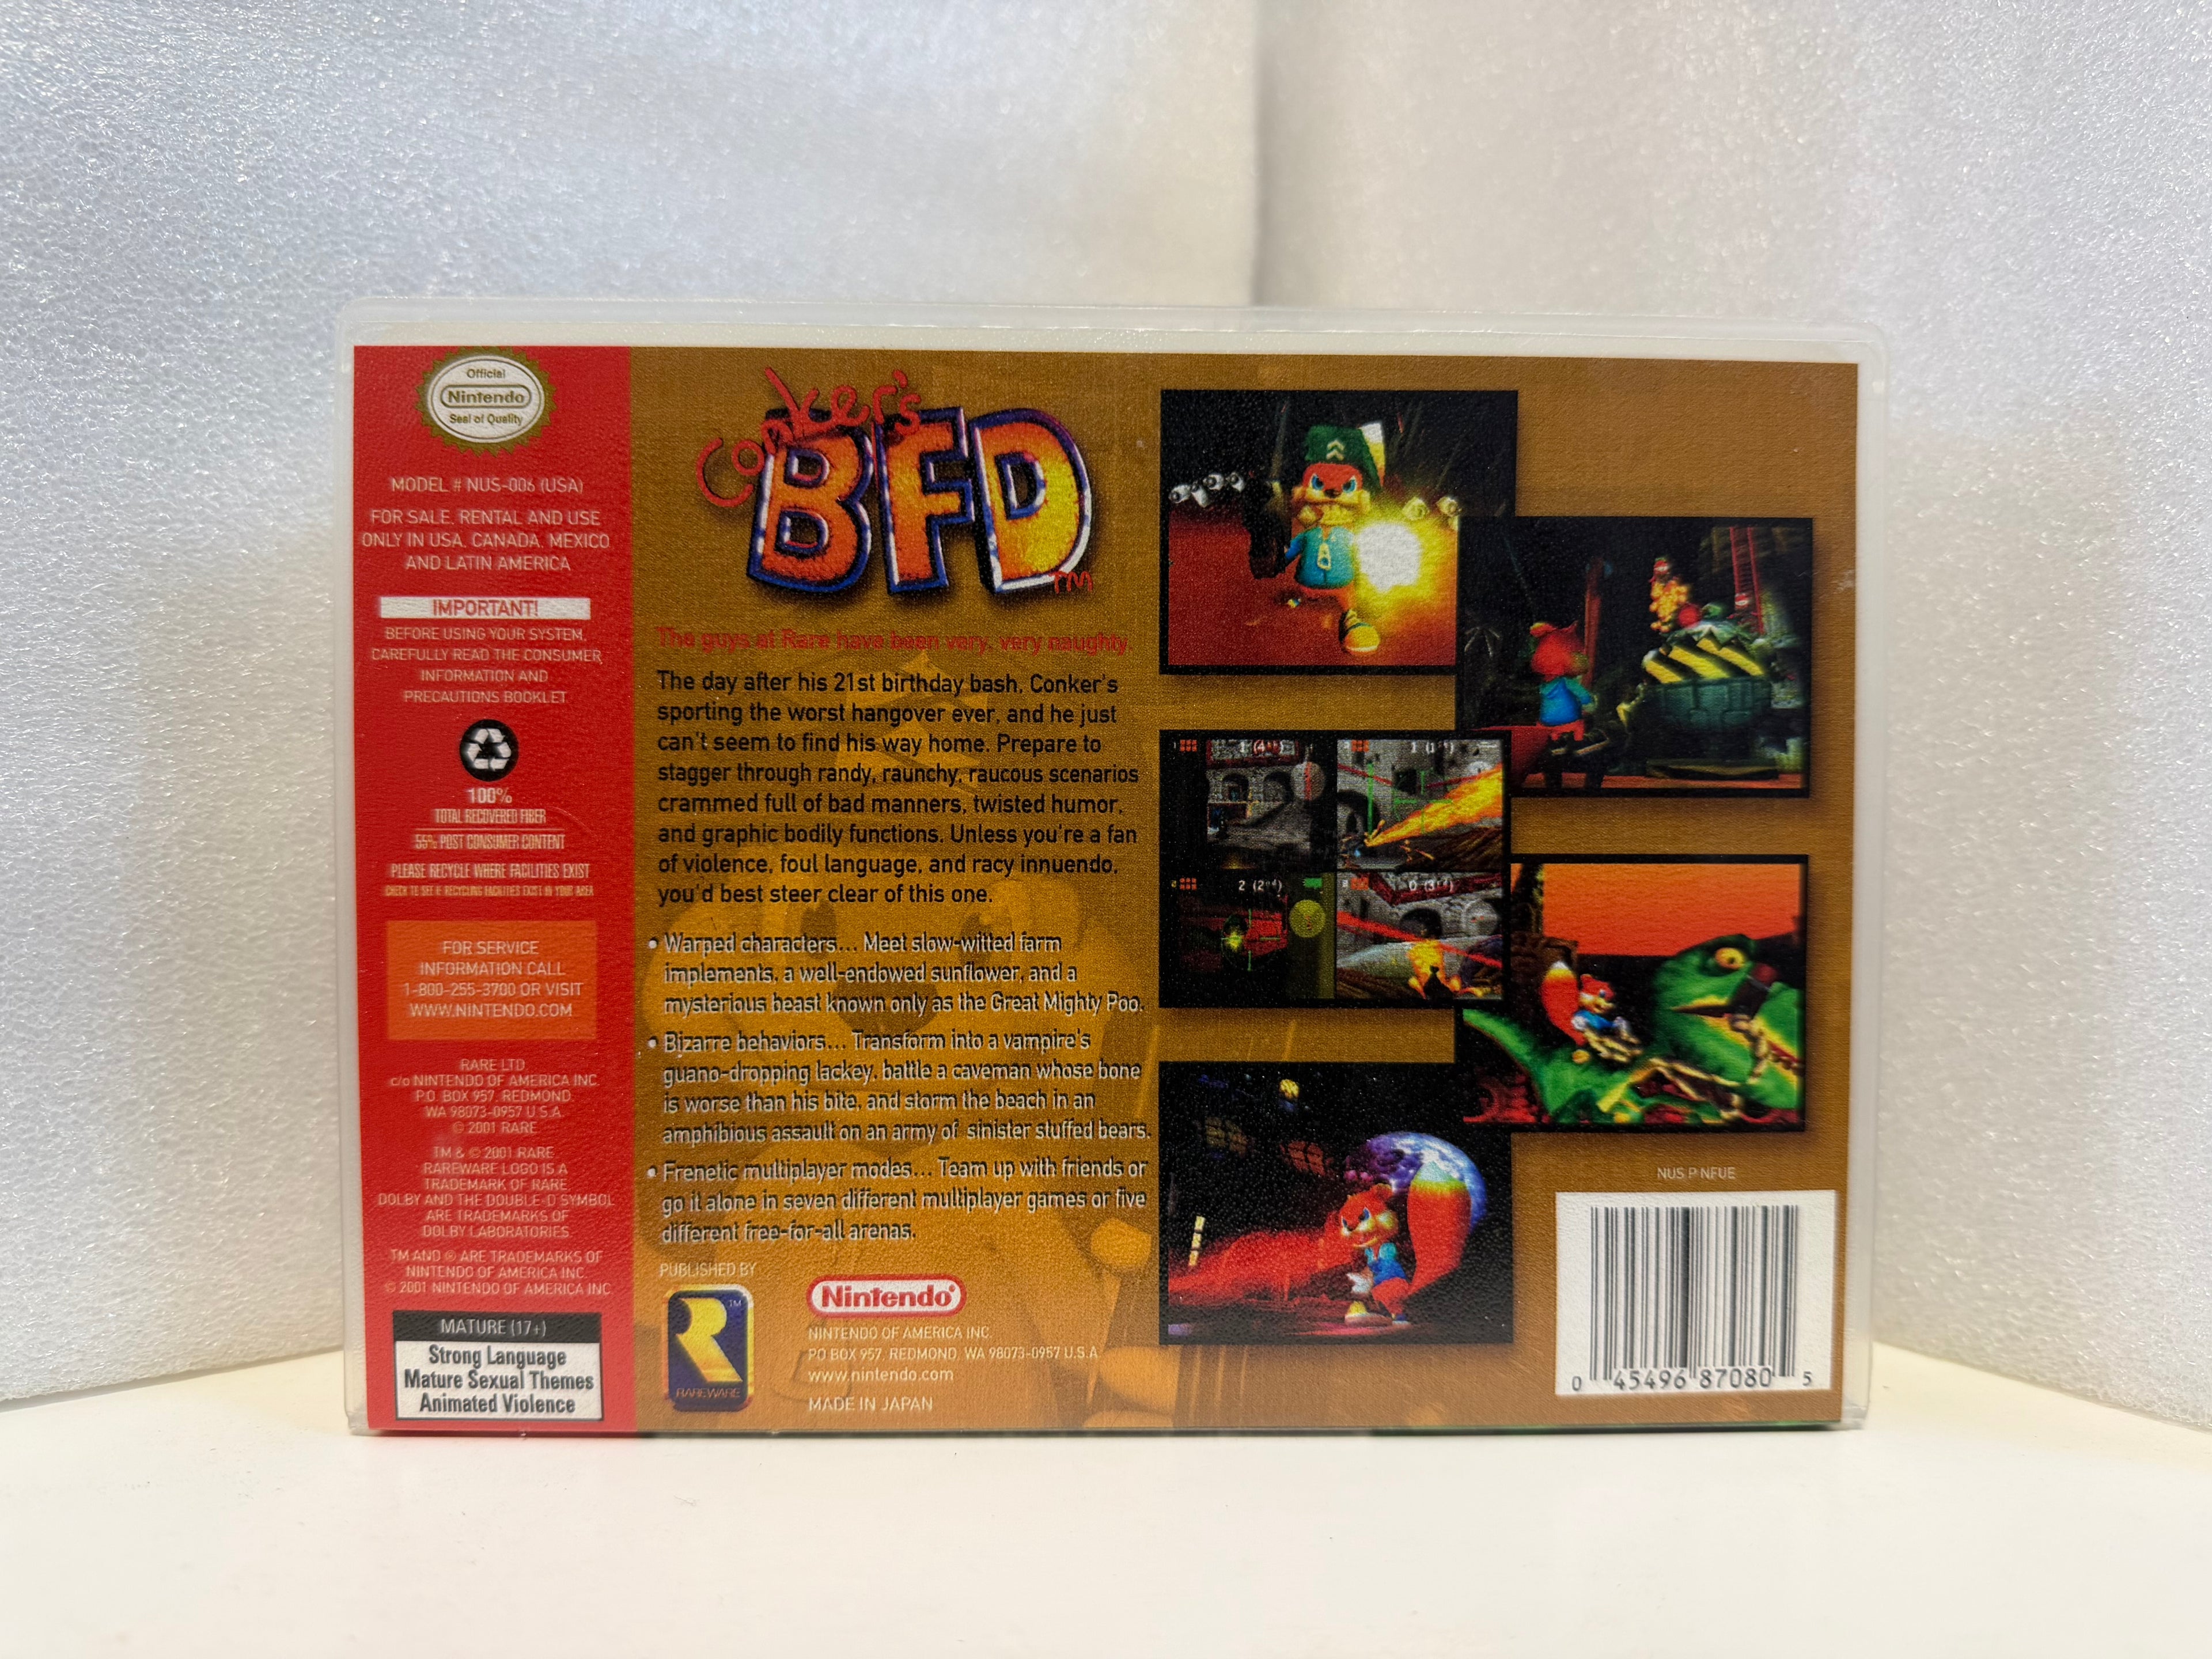 Official
Nintendo
Seal of Quality
MODEL # NUS-006 (USA)
FOR SALE, RENTAL AND USE
ONLY IN USA, CANADA, MEXICO
AND LATIN AMERICA
IMPORTANT!
BEFORE USING YOUR SYSTEM,
CAREFULLY READ THE CONSUMER
INFORMATION AND
PRECAUTIONS BOOKLET
100%
TOTAL RECOVERED FIBER
55% POST CONSUMER CONTENT
PLEASE RECYCLE WHERE FACILITIES EXIST
CHECK TO SEE IF RECYCLING FACILITIES EXIST IN YOUR AREA
FOR SERVICE
INFORMATION CALL
1-800-255-3700 OR VISIT
WWW.NINTENDO.COM
RARE LTD
c/o NINTENDO OF AMERICA INC.
P.O. BOX 957, REDMOND,
WA 98073-0957 U.S.A.
© 2001 RARE
TM & © 2001 RARE.
RAREWARE LOGO IS A
TRADEMARK OF RARE
DOLBY AND THE DOUBLE-D SYMBOL
ARE TRADEMARKS OF
DOLBY LABORATORIES.
TM AND ® ARE TRADEMARKS OF
NINTENDO OF AMERICA INC.
© 2001 NINTENDO OF AMERICA INC.
MATURE (17+)
Strong Language
Mature Sexual Themes
Animated Violence
Conker's
BFD
TM
The guys at Rare have been very, very naughty.
The day after his 21st birthday bash, Conker's
sporting the worst hangover ever, and he just
can't seem to find his way home. Prepare to
stagger through randy, raunchy, raucous scenarios
crammed full of bad manners, twisted humor,
and graphic bodily functions. Unless you're a fan
of violence, foul language, and racy innuendo,
you'd best steer clear of this one.
• Warped characters... Meet slow-witted farm
implements, a well-endowed sunflower, and a
mysterious beast known only as the Great Mighty Poo.
• Bizarre behaviors... Transform into a vampire's
guano-dropping lackey, battle a caveman whose bone
is worse than his bite, and storm the beach in an
amphibious assault on an army of sinister stuffed bears.
• Frenetic multiplayer modes... Team up with friends or
go it alone in seven different multiplayer games or five
different free-for-all arenas.
PUBLISHED BY
TM
RAREWARE
Nintendo®
NINTENDO OF AMERICA INC.
PO BOX 957, REDMOND, WA 98073-0957 U.S.A
www.nintendo.com
MADE IN JAPAN
NUS P NFUE
0 45496 87080 5